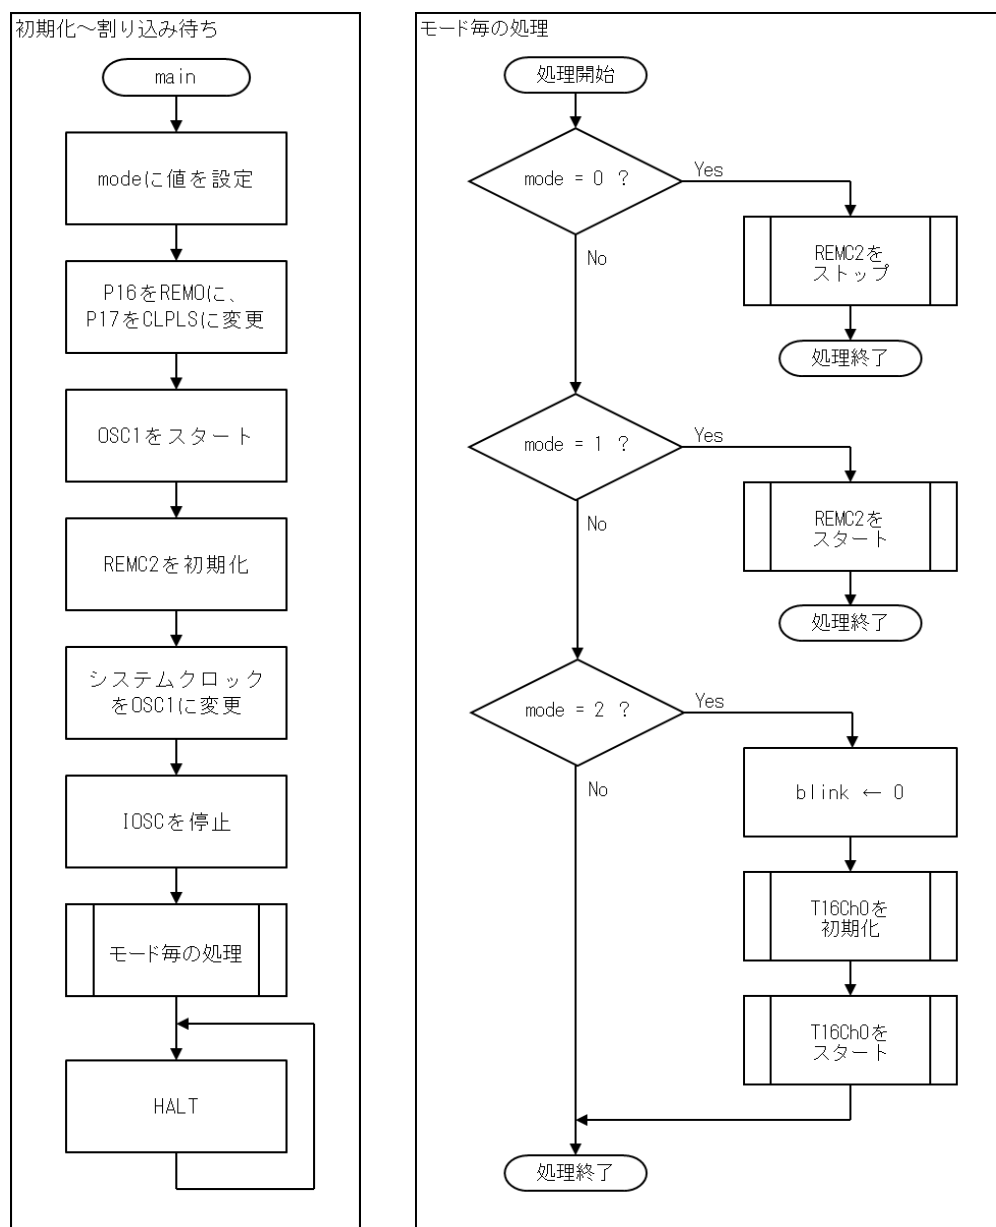 初期化～割り込み待ち
main
modeに値を設定
P16をREMOに、
P17をCLPLSに変更
OSC1をスタート
REMC2を初期化
システムクロック
をOSC1に変更
IOSCを停止
モード毎の処理
HALT
モード毎の処理
処理開始
mode = 0 ?
Yes
No
REMC2を
ストップ
処理終了
mode = 1 ?
Yes
No
REMC2を
スタート
処理終了
mode = 2 ?
Yes
No
blink ← 0
T16Ch0を
初期化
T16Ch0を
スタート
処理終了